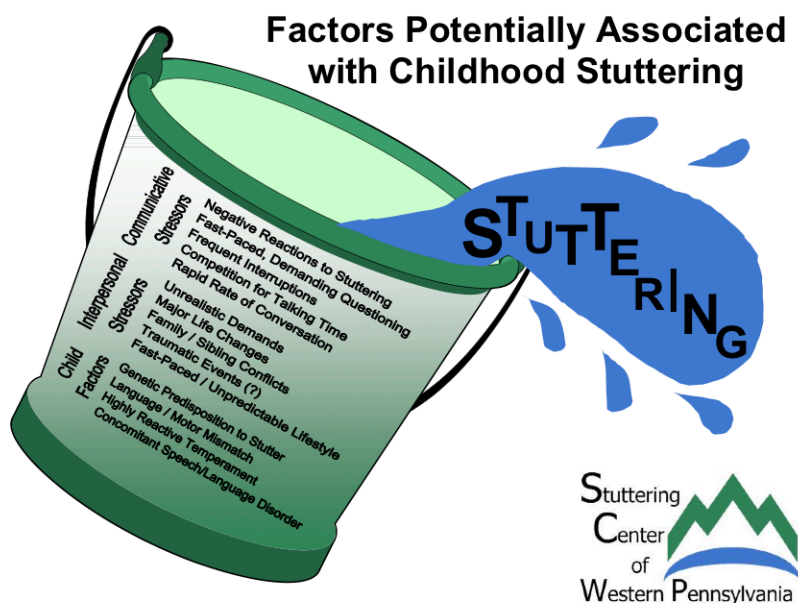 Factors Potentially Associated
with Childhood Stuttering
Communicative
Stressors
Negative Reactions to Stuttering
Fast-Paced, Demanding Questioning
Frequent Interruptions
Competition for Talking Time
Rapid Rate of Conversation
Interpersonal
Stressors
Unrealistic Demands
Major Life Changes
Family / Sibling Conflicts
Traumatic Events (?)
Fast-Paced / Unpredictable Lifestyle
Child
Factors
Genetic Predisposition to Stutter
Language / Motor Mismatch
Highly Reactive Temperament
Concomitant Speech/Language Disorder
STUTTERING
Stuttering
Center
of
Western Pennsylvania